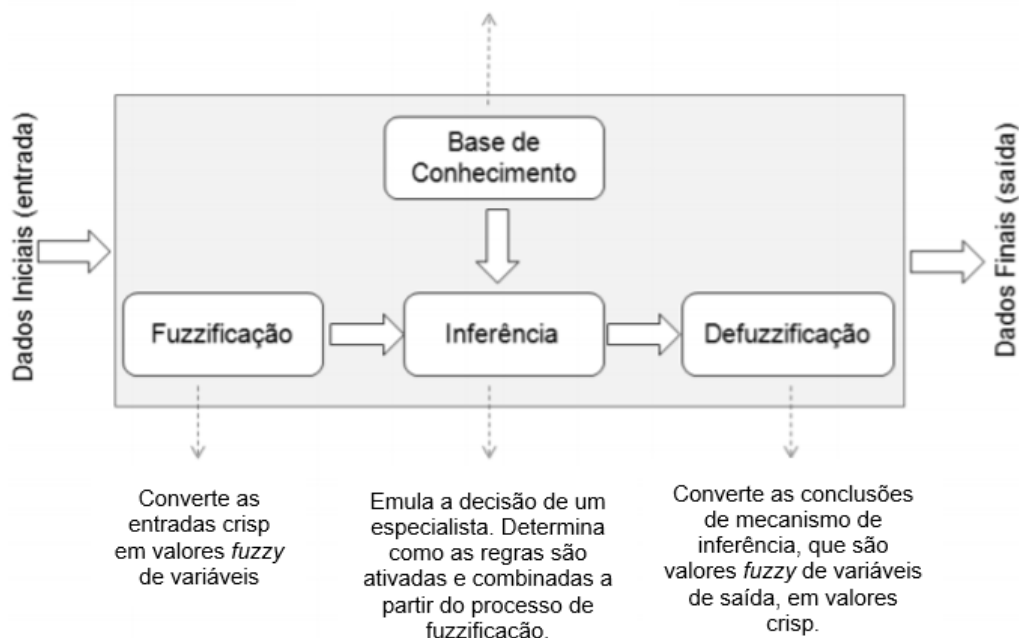 Dados Iniciais (entrada)
Base de
Conhecimento
Fuzzificação
Inferência
Defuzzificação
Dados Finais (saída)
Converte as
entradas crisp
em valores fuzzy
de variáveis
Emula a decisão de um
especialista. Determina
como as regras são
ativadas e combinadas a
partir do processo de
fuzzificação.
Converte as conclusões
de mecanismo de
inferência, que são
valores fuzzy de variáveis
de saída, em valores
crisp.